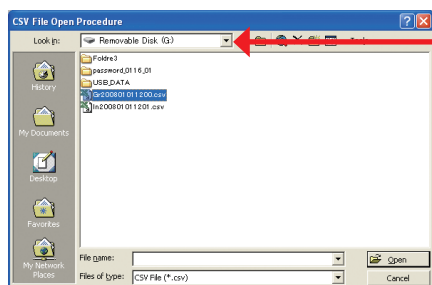 CSV File Open Procedure
Look in:
Removable Disk (G:)
History
My Documents
Desktop
Favorites
My Network Places
Foldre3
password_0116_01
USB_DATA
Gr200801011200.csv
In200801011201.csv
File name:
Open
Files of type:
CSV File (*.csv)
Cancel